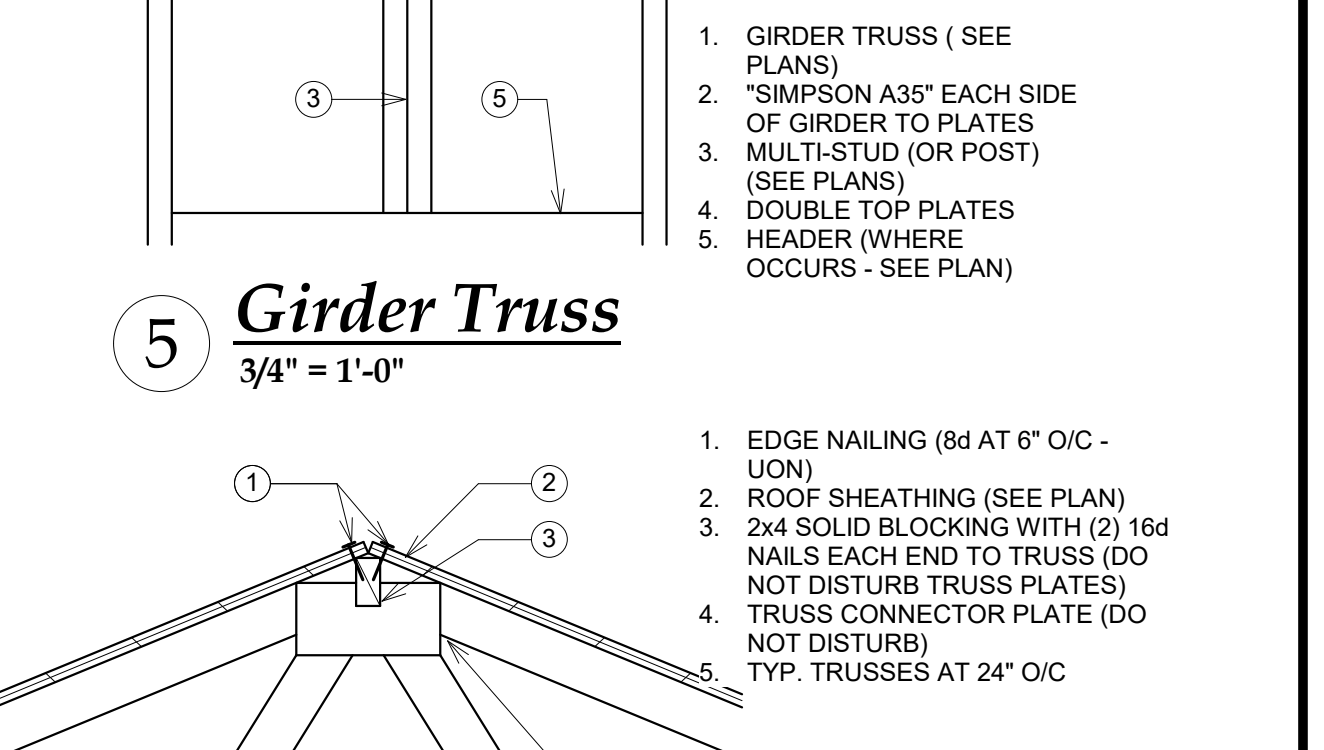 3
5
1. GIRDER TRUSS ( SEE
PLANS)
2. "SIMPSON A35" EACH SIDE
OF GIRDER TO PLATES
3. MULTI-STUD (OR POST)
(SEE PLANS)
4. DOUBLE TOP PLATES
5. HEADER (WHERE
OCCURS - SEE PLAN)
5
Girder Truss
3/4" = 1'-0"
1
2
3
1. EDGE NAILING (8d AT 6" O/C -
UON)
2. ROOF SHEATHING (SEE PLAN)
3. 2x4 SOLID BLOCKING WITH (2) 16d
NAILS EACH END TO TRUSS (DO
NOT DISTURB TRUSS PLATES)
4. TRUSS CONNECTOR PLATE (DO
NOT DISTURB)
5. TYP. TRUSSES AT 24" O/C